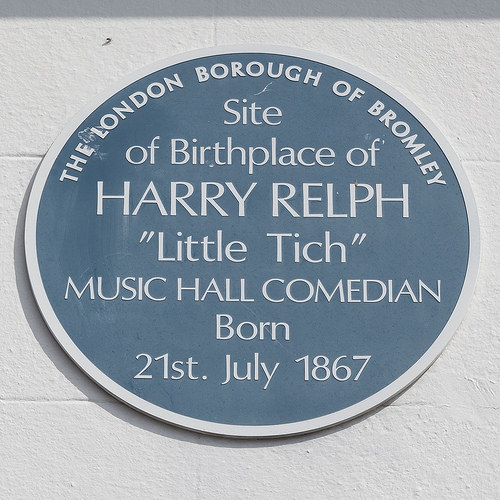 THE LONDON BOROUGH OF BROMLEY
Site
of Birthplace of
HARRY RELPH
"Little Tich"
MUSIC HALL COMEDIAN
Born
21st. July 1867